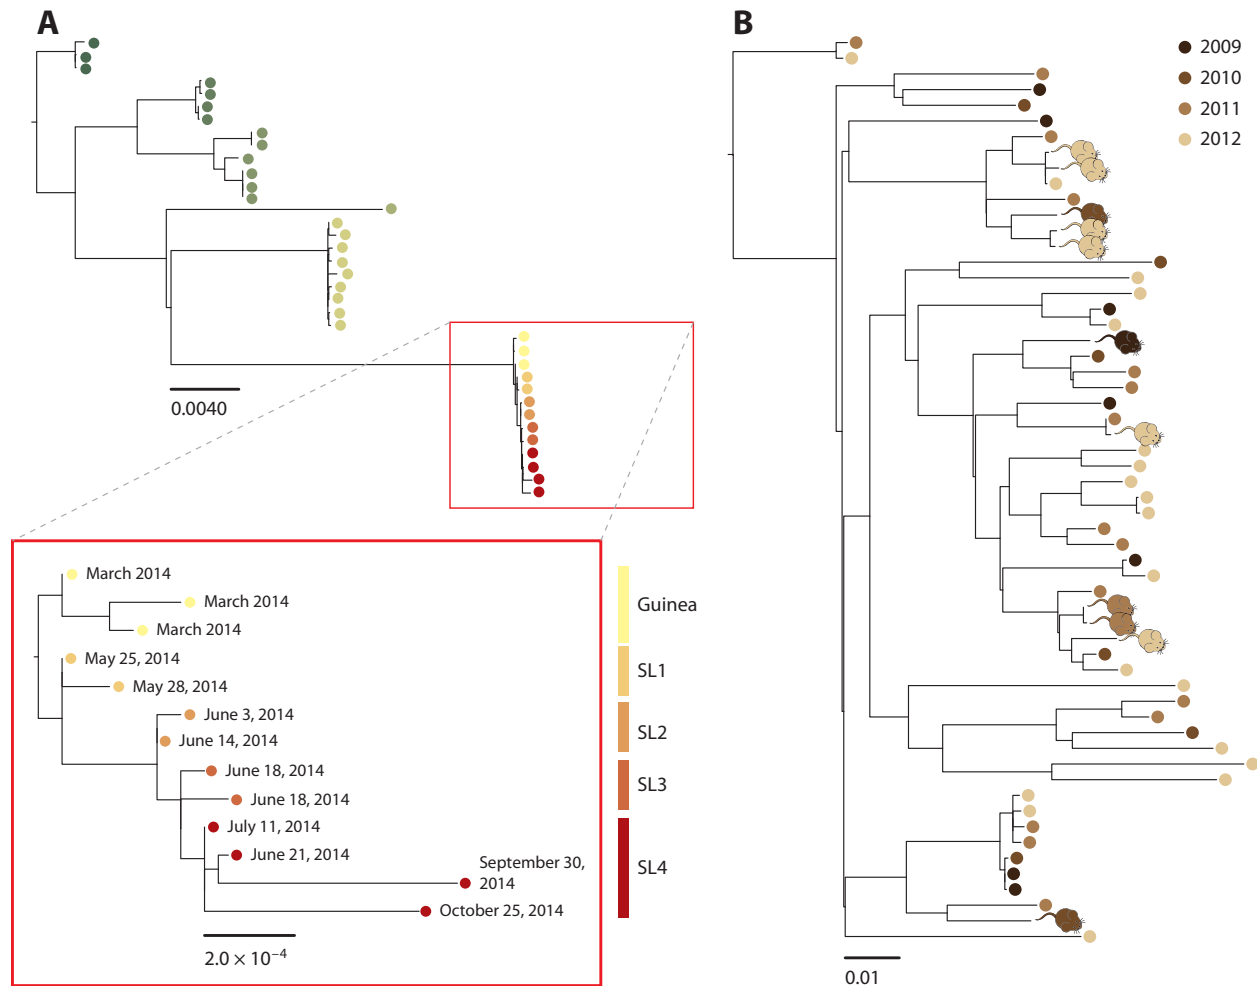 A
0.0040
March 2014
March 2014
March 2014
May 25, 2014
May 28, 2014
June 3, 2014
June 14, 2014
June 18, 2014
June 18, 2014
July 11, 2014
June 21, 2014
September 30,
2014
October 25, 2014
2.0 × 10⁻⁴
Guinea
SL1
SL2
SL3
SL4
B
2009
2010
2011
2012
0.01